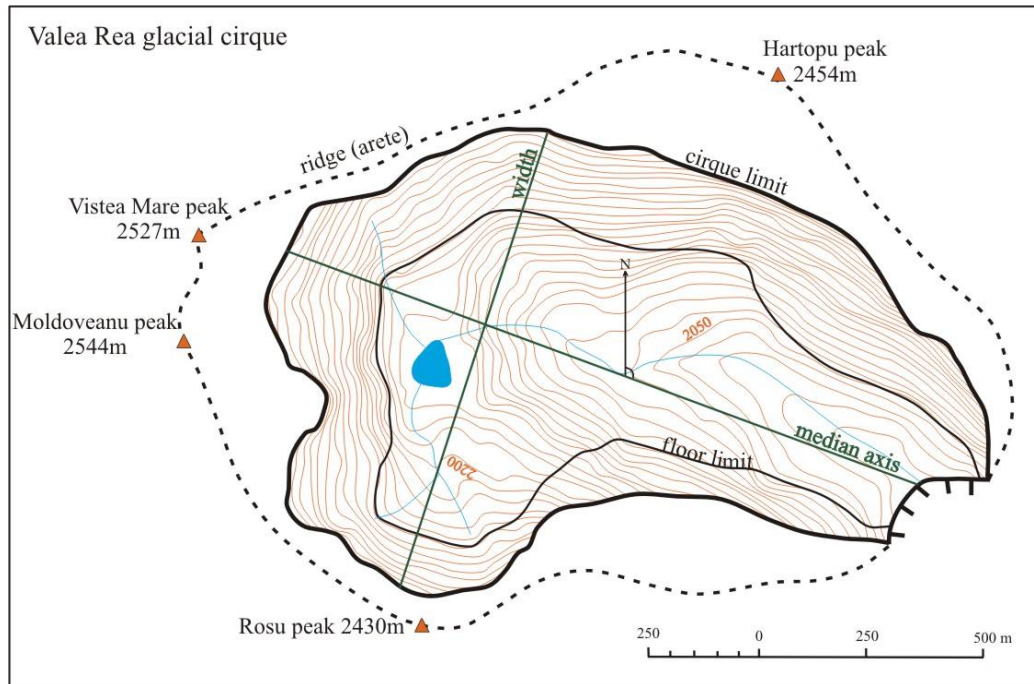 Valea Rea glacial cirque
Hartopu peak
2454m
ridge (arete)
width
cirque limit
Vistea Mare peak
2527m
N
Moldoveanu peak
2544m
2050
median axis
floor limit
2200
Rosu peak 2430m
250 0 250 500 m